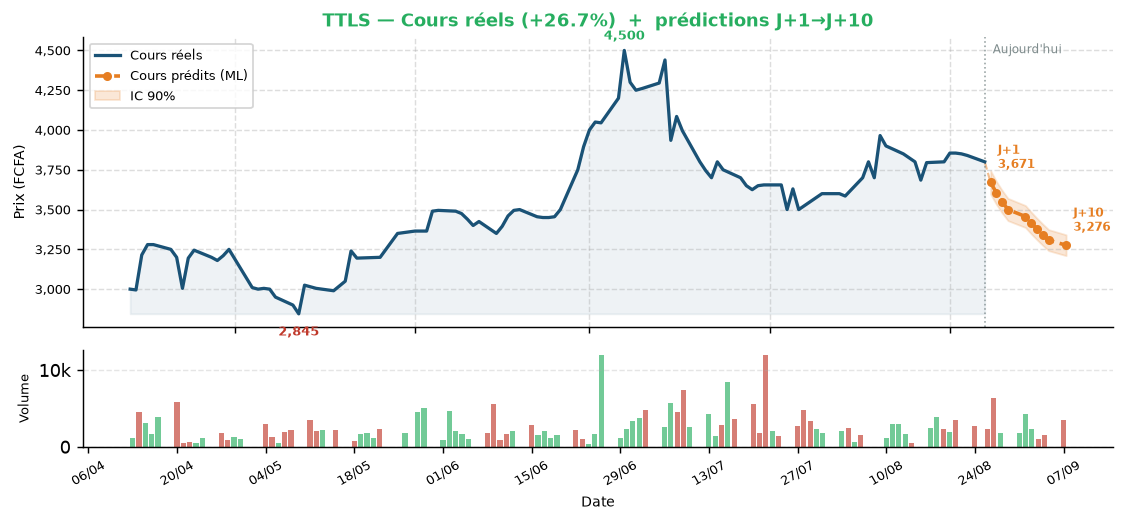 TTLS — Cours réels (+26.7%)  +  prédictions J+1→J+10
4,500
Aujourd'hui
Cours réels
Cours prédits (ML)
IC 90%
4,500
4,250
4,000
3,750
3,500
3,250
3,000
Prix (FCFA)
J+1
3,671
J+10
3,276
2,845
10k
0
Volume
06/04
20/04
04/05
18/05
01/06
15/06
29/06
13/07
27/07
10/08
24/08
07/09
Date